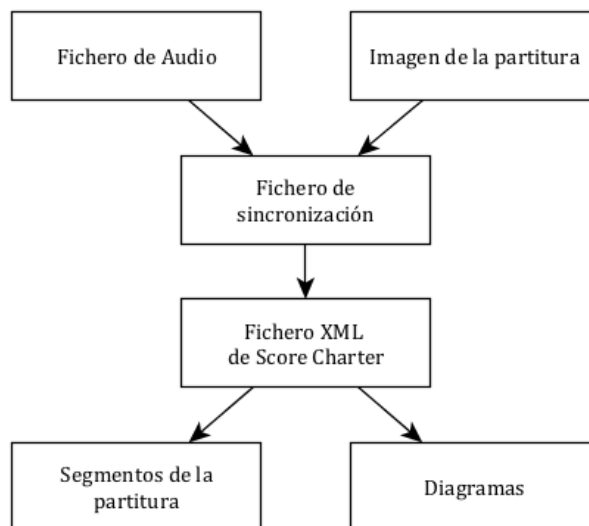 Fichero de Audio
Imagen de la partitura
Fichero de
sincronización
Fichero XML
de Score Charter
Segmentos de la
partitura
Diagramas